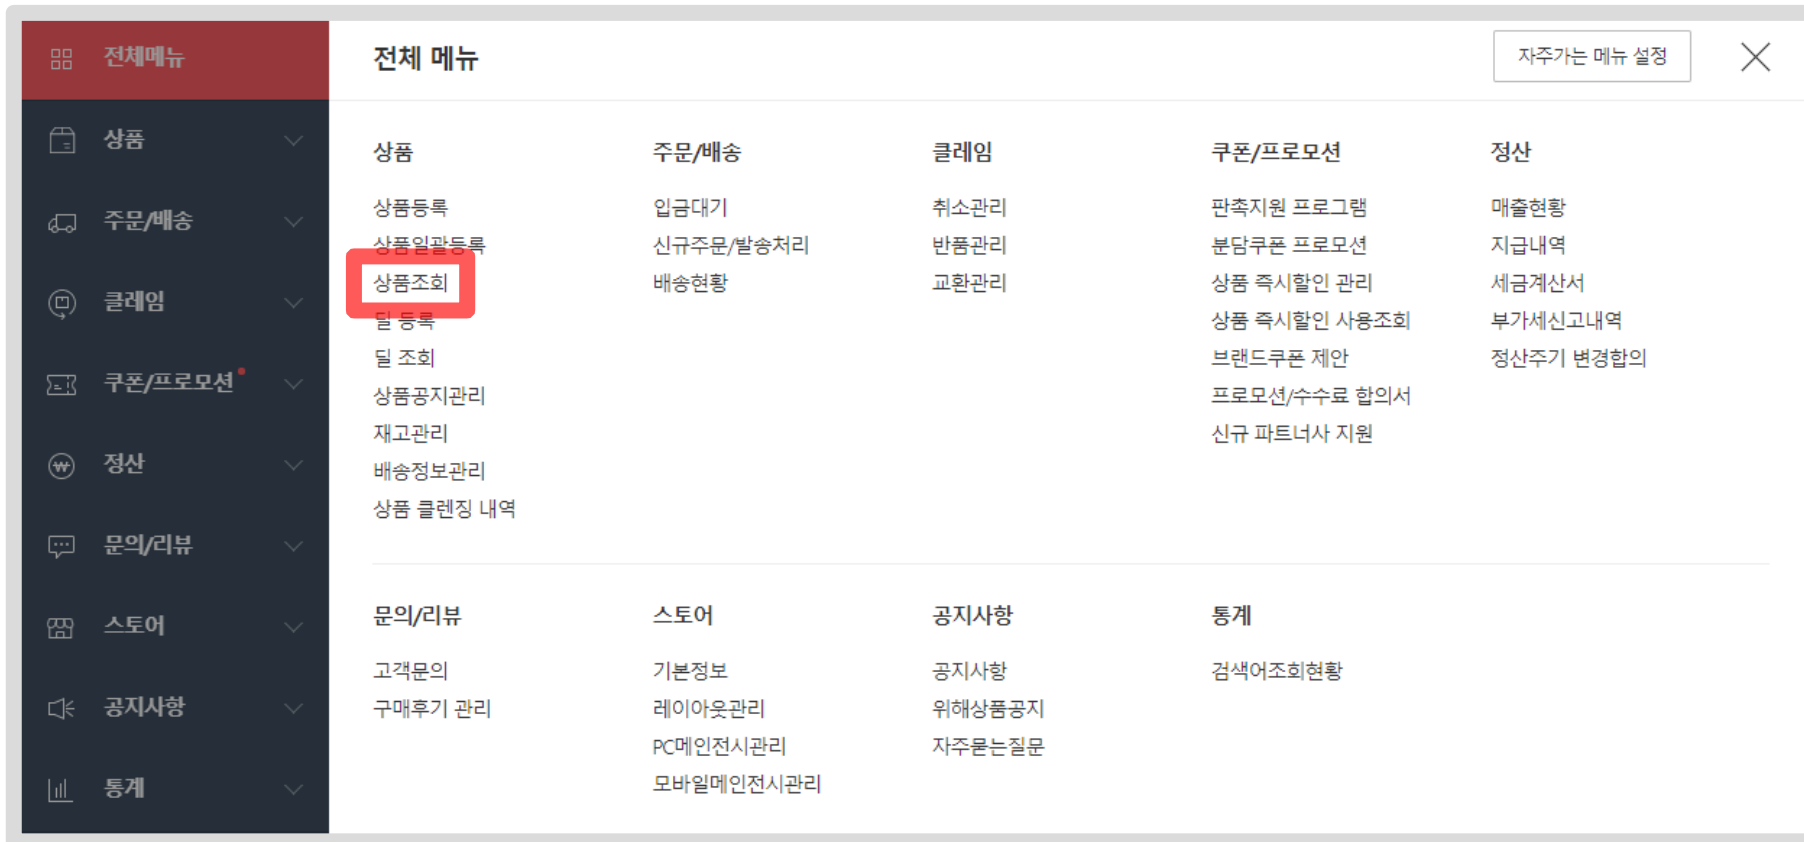 전체메뉴
상품
주문/배송
클레임
쿠폰/프로모션
정산
문의/리뷰
스토어
공지사항
통계
전체 메뉴
자주가는 메뉴 설정
상품
상품등록
상품일괄등록
상품조회
딜 등록
딜 조회
상품공지관리
재고관리
배송정보관리
상품 클렌징 내역
주문/배송
입금대기
신규주문/발송처리
배송현황
클레임
취소관리
반품관리
교환관리
쿠폰/프로모션
판촉지원 프로그램
분담쿠폰 프로모션
상품 즉시할인 관리
상품 즉시할인 사용조회
브랜드쿠폰 제안
프로모션/수수료 합의서
신규 파트너사 지원
정산
매출현황
지급내역
세금계산서
부가세신고내역
정산주기 변경합의
문의/리뷰
고객문의
구매후기 관리
스토어
기본정보
레이아웃관리
PC메인전시관리
모바일메인전시관리
공지사항
공지사항
위해상품공지
자주묻는질문
통계
검색어조회현황